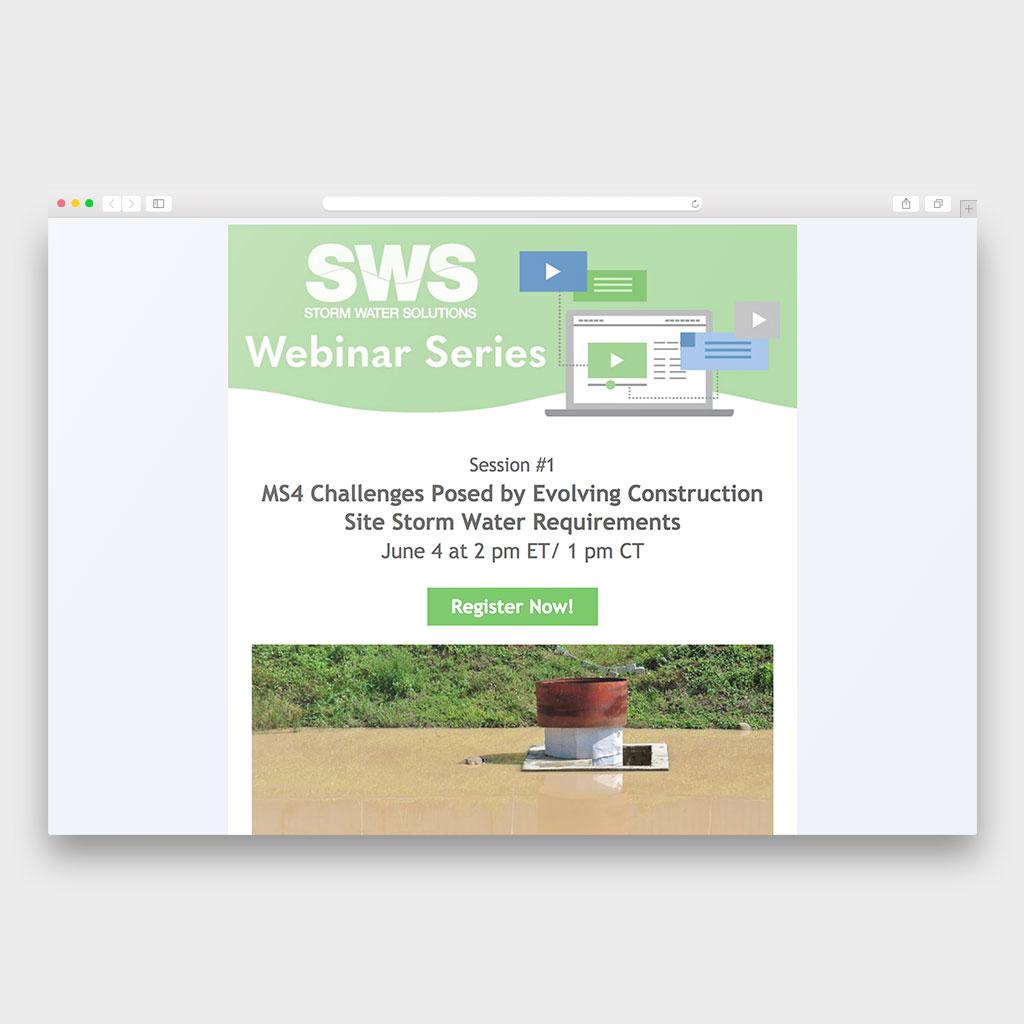 SWS
STORM WATER SOLUTIONS
Webinar Series
Session #1
MS4 Challenges Posed by Evolving Construction
Site Storm Water Requirements
June 4 at 2 pm ET/ 1 pm CT
Register Now!